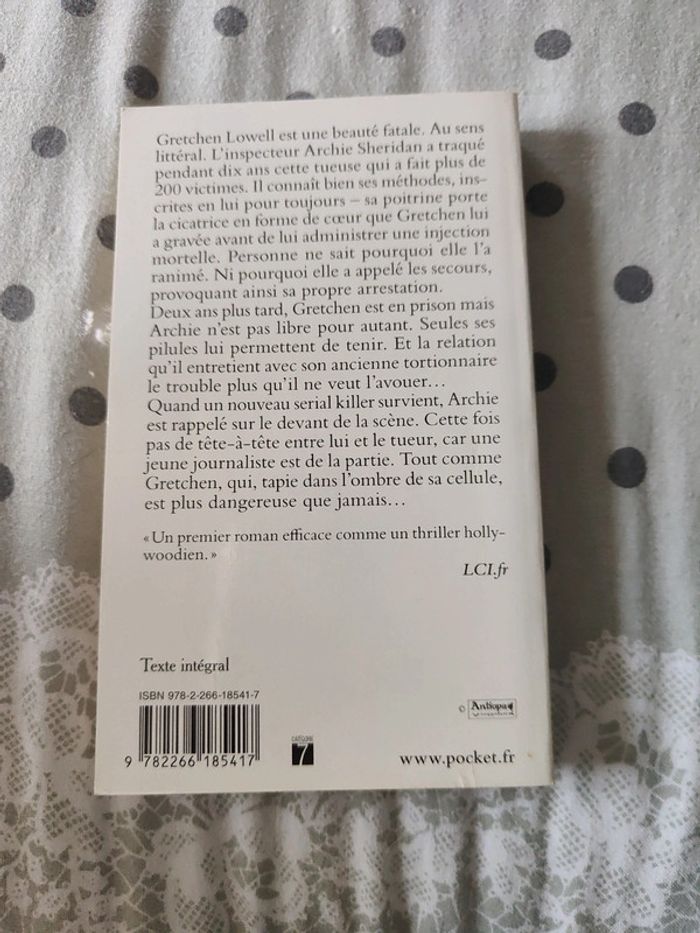 Gretchen Lowell est une beauté fatale. Au sens
littéral. L'inspecteur Archie Sheridan a traqué
pendant dix ans cette tueuse qui a fait plus de
200 victimes. Il connaît bien ses méthodes, ins-
crites en lui pour toujours – sa poitrine porte
la cicatrice en forme de cœur que Gretchen lui
a gravée avant de lui administrer une injection
mortelle. Personne ne sait pourquoi elle l'a
ranimé. Ni pourquoi elle a appelé les secours,
provoquant ainsi sa propre arrestation.
Deux ans plus tard, Gretchen est en prison mais
Archie n'est pas libre pour autant. Seules ses
pilules lui permettent de tenir. Et la relation
qu'il entretient avec son ancienne tortionnaire
le trouble plus qu'il ne veut l'avouer...
Quand un nouveau serial killer survient, Archie
est rappelé sur le devant de la scène. Cette fois
pas de tête-à-tête entre lui et le tueur, car une
jeune journaliste est de la partie. Tout comme
Gretchen, qui, tapie dans l'ombre de sa cellule,
est plus dangereuse que jamais...
« Un premier roman efficace comme un thriller holly-
woodien. »
LCI.fr
Texte intégral
ISBN 978-2-266-18541-7
©
9 782266 185417
CATÉGORIE
7
www.pocket.fr